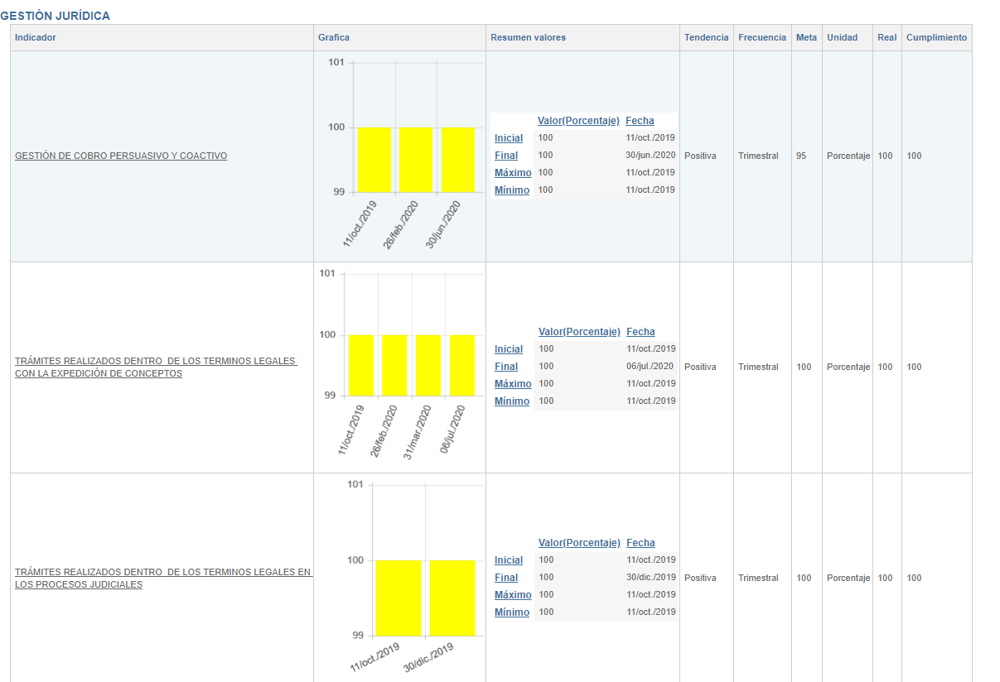 GESTIÓN JURÍDICA
Indicador Grafica Resumen valores Tendencia Frecuencia Meta Unidad Real Cumplimiento
GESTIÓN DE COBRO PERSUASIVO Y COACTIVO
101
100
99
11/oct./2019 26/feb./2020 30/jun./2020
Valor(Porcentaje) Fecha
Inicial 100 11/oct./2019
Final 100 30/jun./2020
Máximo 100 11/oct./2019
Mínimo 100 11/oct./2019
Positiva Trimestral 95 Porcentaje 100 100
TRÁMITES REALIZADOS DENTRO DE LOS TERMINOS LEGALES
CON LA EXPEDICIÓN DE CONCEPTOS
101
100
99
11/oct./2019 26/feb./2020 31/mar./2020 06/jul./2020
Valor(Porcentaje) Fecha
Inicial 100 11/oct./2019
Final 100 06/jul./2020
Máximo 100 11/oct./2019
Mínimo 100 11/oct./2019
Positiva Trimestral 100 Porcentaje 100 100
TRÁMITES REALIZADOS DENTRO DE LOS TERMINOS LEGALES EN
LOS PROCESOS JUDICIALES
101
100
99
11/oct./2019 30/dic./2019
Valor(Porcentaje) Fecha
Inicial 100 11/oct./2019
Final 100 30/dic./2019
Máximo 100 11/oct./2019
Mínimo 100 11/oct./2019
Positiva Trimestral 100 Porcentaje 100 100